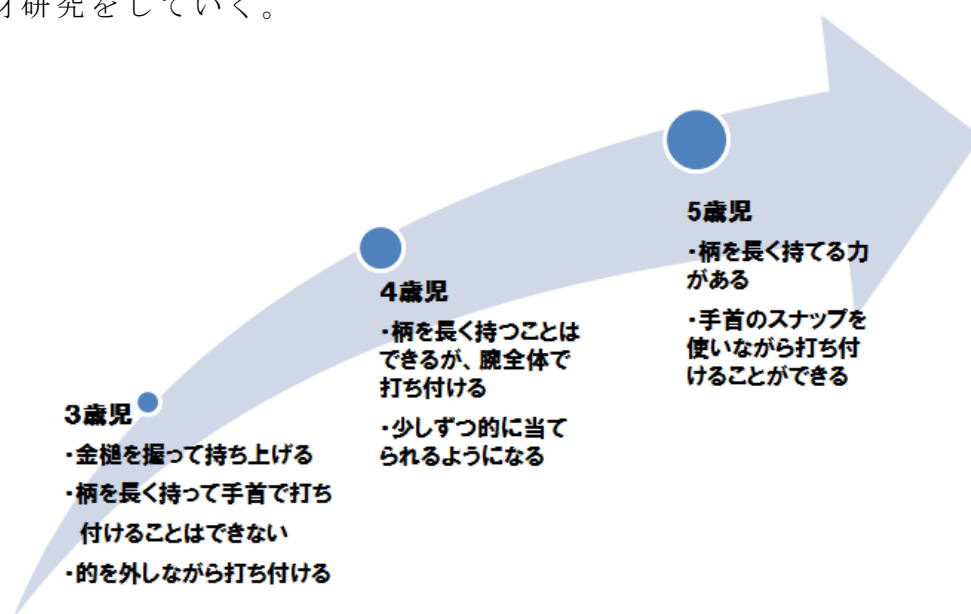 材研究をしていく。
3歳児
・金槌を握って持ち上げる
・柄を長く持って手首で打ち
付けることはできない
・的を外しながら打ち付ける
4歳児
・柄を長く持つことは
できるが、腕全体で
打ち付ける
・少しずつ的に当て
られるようになる
5歳児
・柄を長く持てる力
がある
・手首のスナップを
使いながら打ち付
けることができる